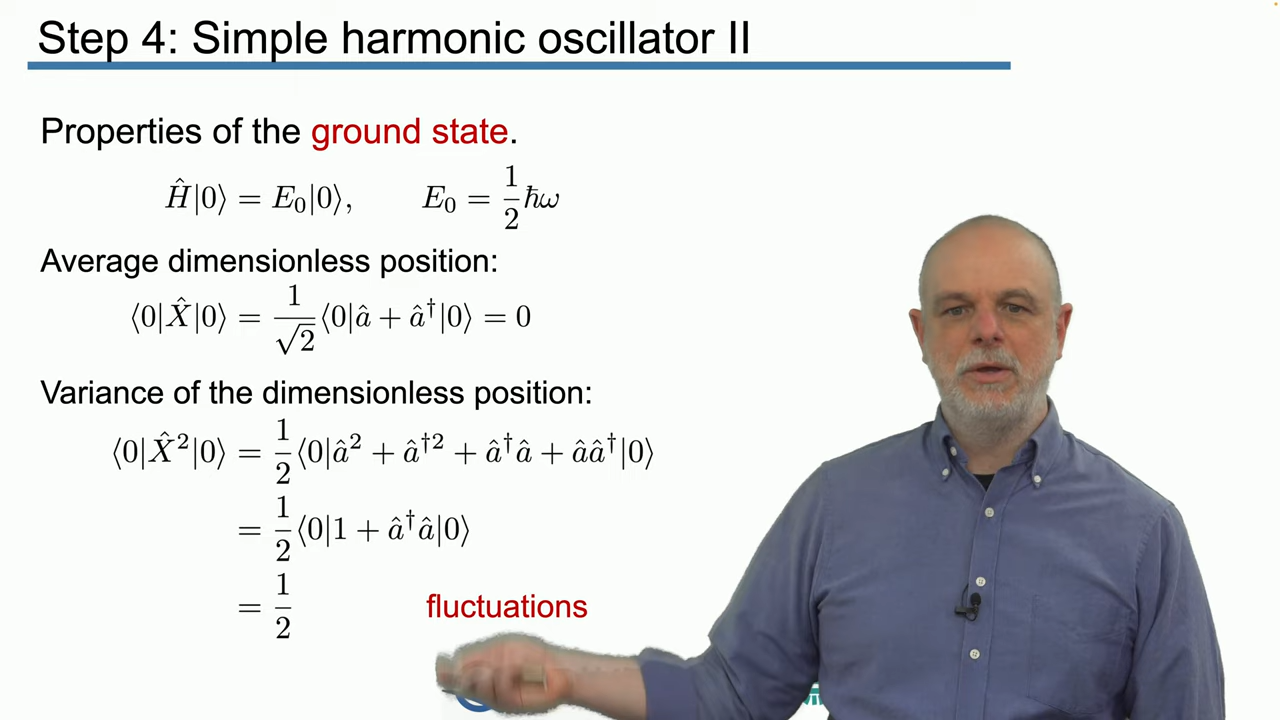 Step 4: Simple harmonic oscillator II
Properties of the ground state.
Ĥ|0⟩ = E₀|0⟩, E₀ = 1/2 ħω
Average dimensionless position:
⟨0|X̂|0⟩ = 1/√2 ⟨0|â + â†|0⟩ = 0
Variance of the dimensionless position:
⟨0|X̂²|0⟩ = 1/2 ⟨0|â² + â†² + â†â + ââ†|0⟩
= 1/2 ⟨0|1 + â†â|0⟩
= 1/2 fluctuations